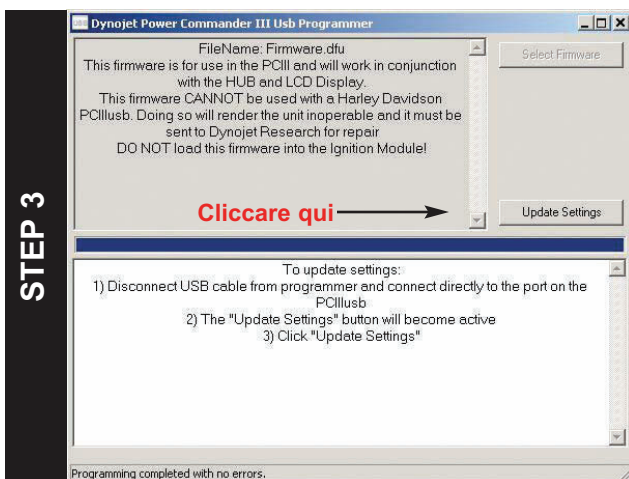 STEP 3
Dynojet Power Commander III Usb Programmer
FileName: Firmware.dfu
This firmware is for use in the PCIII and will work in conjunction
with the HUB and LCD Display.
This firmware CANNOT be used with a Harley Davidson
PCIIIusb. Doing so will render the unit inoperable and it must be
sent to Dynojet Research for repair
DO NOT load this firmware into the Ignition Module!
Select Firmware
Cliccare qui
Update Settings
To update settings:
1) Disconnect USB cable from programmer and connect directly to the port on the
PCIIIusb
2) The "Update Settings" button will become active
3) Click "Update Settings"
Programming completed with no errors.